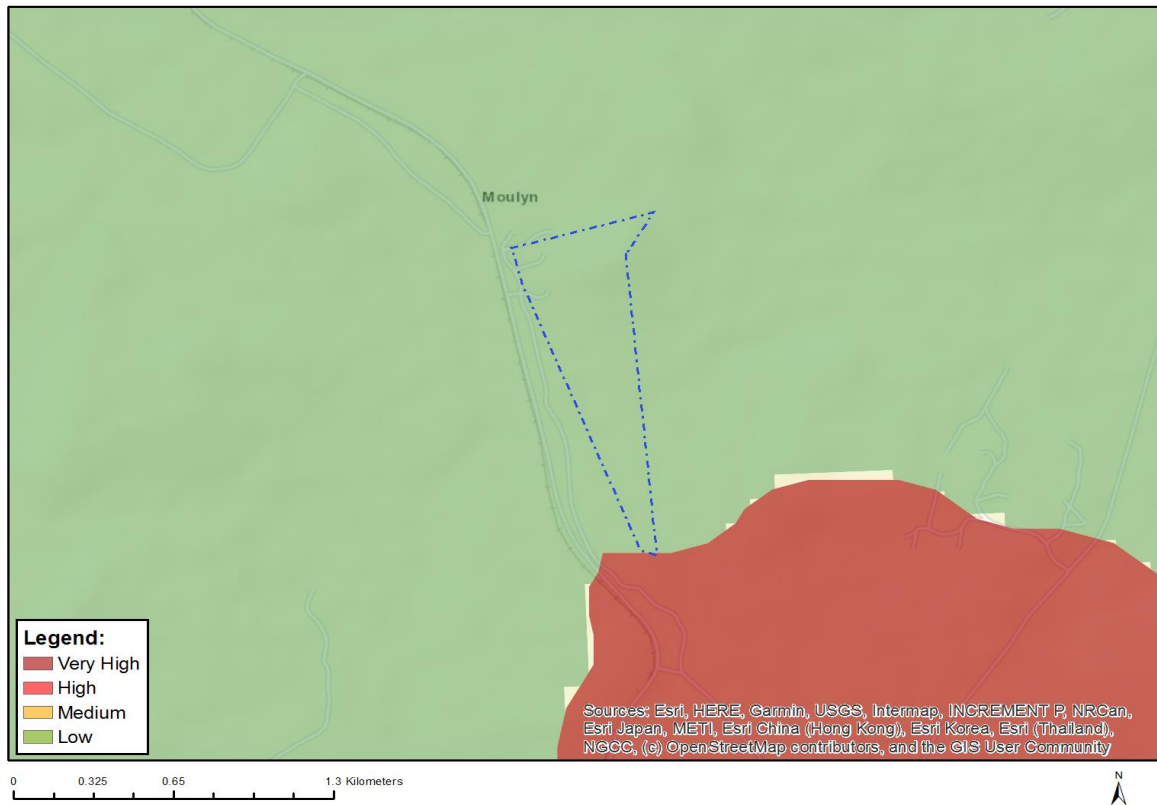 Moulyn
Legend:
Very High
High
Medium
Low
Sources: Esri, HERE, Garmin, USGS, Intermap, INCREMENT P, NRCan,
Esri Japan, METI, Esri China (Hong Kong), Esri Korea, Esri (Thailand),
NGCC, (c) OpenStreetMap contributors, and the GIS User Community
0 0.325 0.65 1.3 Kilometers
N